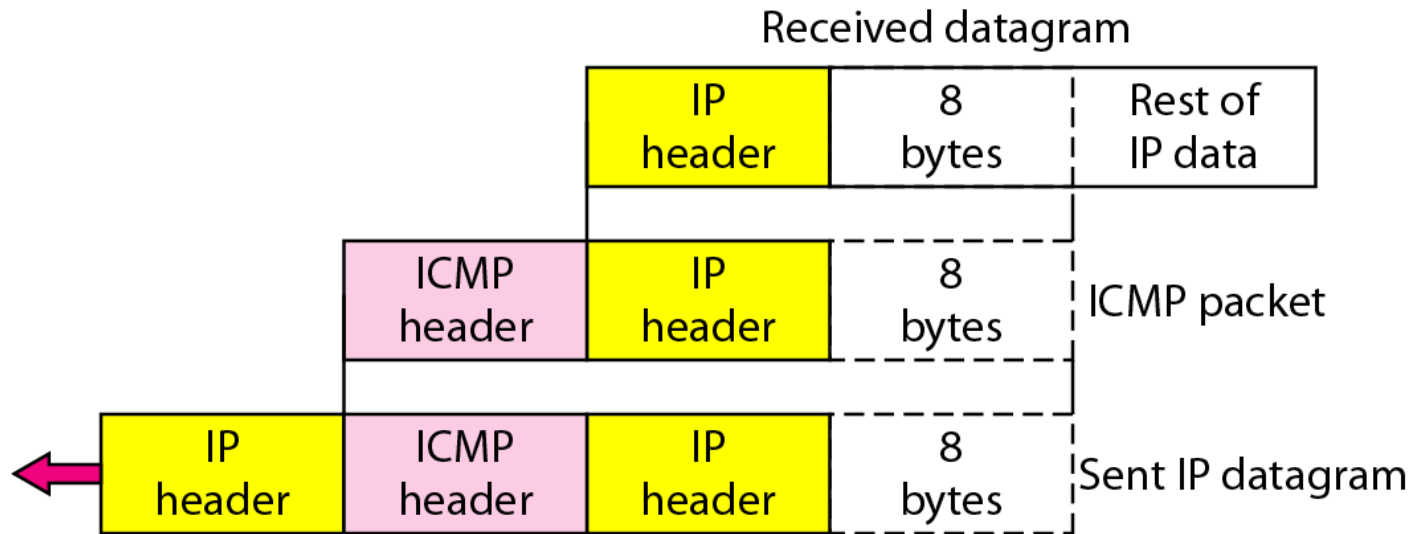 Received datagram
IP
header
8
bytes
Rest of
IP data
ICMP
header
IP
header
8
bytes
ICMP packet
IP
header
ICMP
header
IP
header
8
bytes
Sent IP datagram